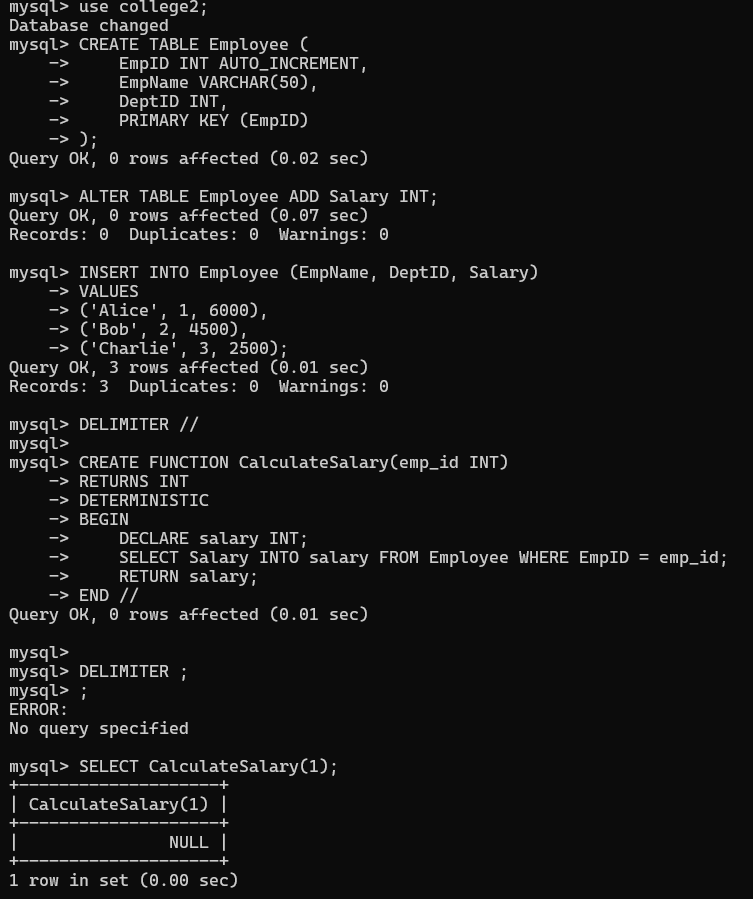 mysql> use college2;
Database changed
mysql> CREATE TABLE Employee (
    ->     EmpID INT AUTO_INCREMENT,
    ->     EmpName VARCHAR(50),
    ->     DeptID INT,
    ->     PRIMARY KEY (EmpID)
    -> );
Query OK, 0 rows affected (0.02 sec)

mysql> ALTER TABLE Employee ADD Salary INT;
Query OK, 0 rows affected (0.07 sec)
Records: 0  Duplicates: 0  Warnings: 0

mysql> INSERT INTO Employee (EmpName, DeptID, Salary)
    -> VALUES
    -> ('Alice', 1, 6000),
    -> ('Bob', 2, 4500),
    -> ('Charlie', 3, 2500);
Query OK, 3 rows affected (0.01 sec)
Records: 3  Duplicates: 0  Warnings: 0

mysql> DELIMITER //
mysql>
mysql> CREATE FUNCTION CalculateSalary(emp_id INT)
    -> RETURNS INT
    -> DETERMINISTIC
    -> BEGIN
    ->     DECLARE salary INT;
    ->     SELECT Salary INTO salary FROM Employee WHERE EmpID = emp_id;
    ->     RETURN salary;
    -> END //
Query OK, 0 rows affected (0.01 sec)

mysql>
mysql> DELIMITER ;
mysql> ;
ERROR:
No query specified

mysql> SELECT CalculateSalary(1);
+--------------------+
| CalculateSalary(1) |
+--------------------+
|               NULL |
+--------------------+
1 row in set (0.00 sec)